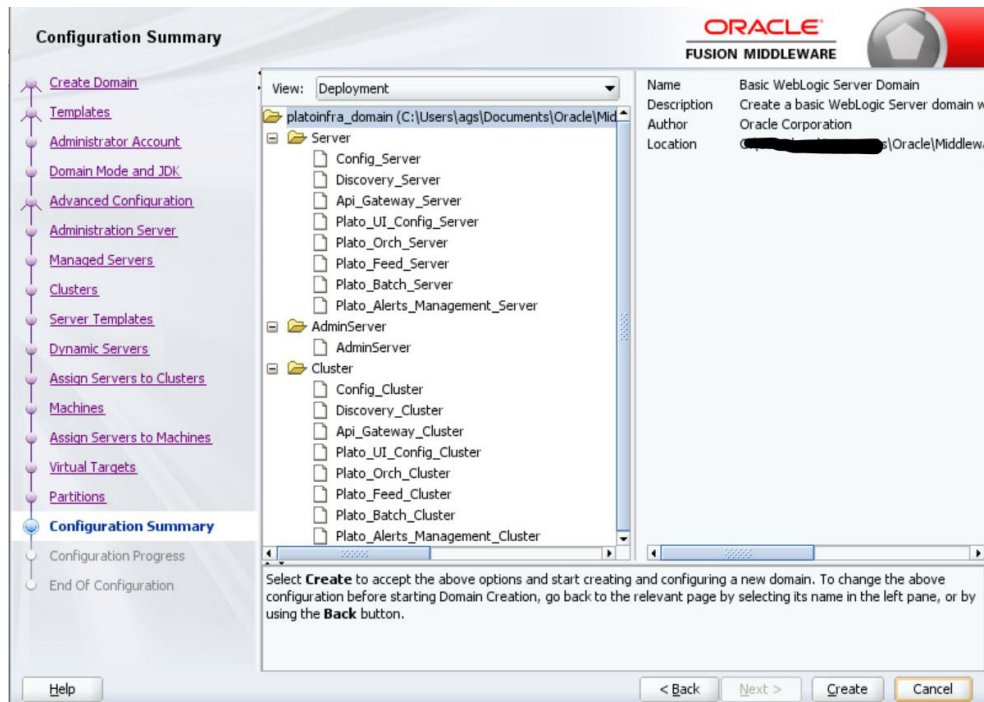 Configuration Summary
ORACLE
FUSION MIDDLEWARE
Create Domain
Templates
Administrator Account
Domain Mode and JDK
Advanced Configuration
Administration Server
Managed Servers
Clusters
Server Templates
Dynamic Servers
Assign Servers to Clusters
Machines
Assign Servers to Machines
Virtual Targets
Partitions
Configuration Summary
Configuration Progress
End Of Configuration
View: Deployment
platoinfra_domain (C:\Users\ags\Documents\Oracle\Mid
Server
Config_Server
Discovery_Server
Api_Gateway_Server
Plato_UI_Config_Server
Plato_Orch_Server
Plato_Feed_Server
Plato_Batch_Server
Plato_Alerts_Management_Server
AdminServer
AdminServer
Cluster
Config_Cluster
Discovery_Cluster
Api_Gateway_Cluster
Plato_UI_Config_Cluster
Plato_Orch_Cluster
Plato_Feed_Cluster
Plato_Batch_Cluster
Plato_Alerts_Management_Cluster
Name Basic WebLogic Server Domain
Description Create a basic WebLogic Server domain w
Author Oracle Corporation
Location s\Oracle\Middlewa
Select Create to accept the above options and start creating and configuring a new domain. To change the above
configuration before starting Domain Creation, go back to the relevant page by selecting its name in the left pane, or by
using the Back button.
Help
< Back
Next >
Create
Cancel